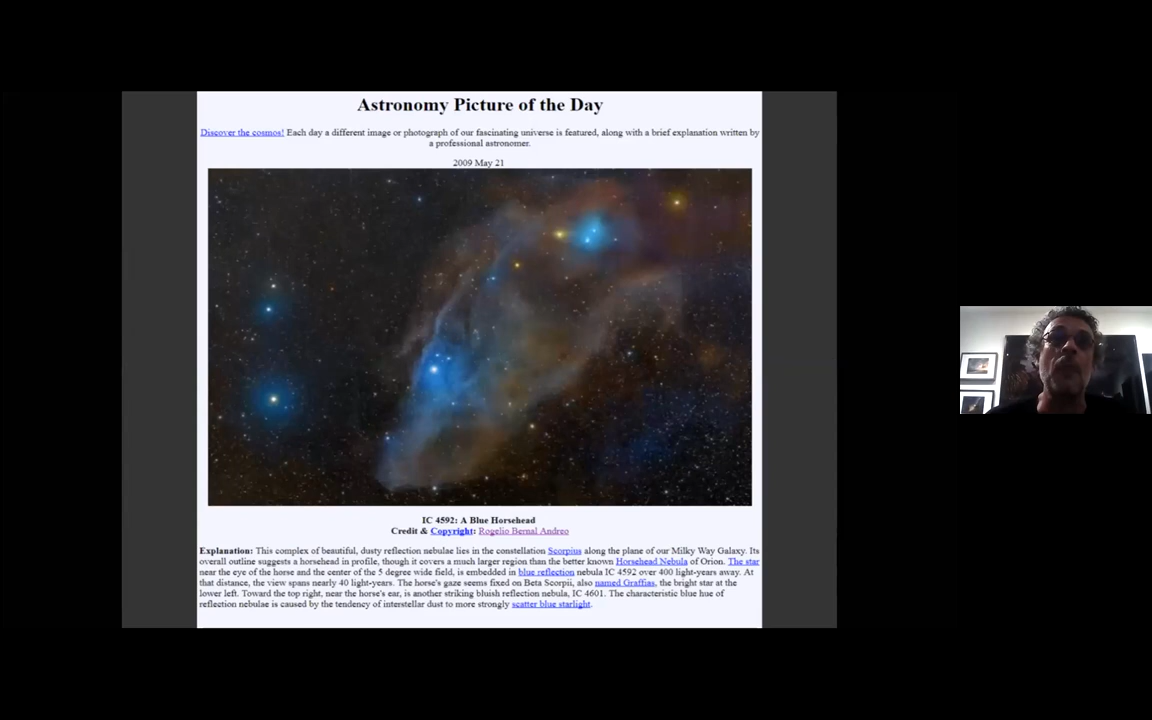 Astronomy Picture of the Day
Discover the cosmos! Each day a different image or photograph of our fascinating universe is featured, along with a brief explanation written by
a professional astronomer.
2009 May 21
IC 4592: A Blue Horsehead
Credit & Copyright: Rogelio Bernal Andreo
Explanation: This complex of beautiful, dusty reflection nebulae lies in the constellation Scorpius along the plane of our Milky Way Galaxy. Its
overall outline suggests a horsehead in profile, though it covers a much larger region than the better known Horsehead Nebula of Orion. The star
near the eye of the horse and the center of the 5 degree wide field, is embedded in blue reflection nebula IC 4592 over 400 light-years away. At
that distance, the view spans nearly 40 light-years. The horse's gaze seems fixed on Beta Scorpii, also named Graffias, the bright star at the
lower left. Toward the top right, near the horse's ear, is another striking bluish reflection nebula, IC 4601. The characteristic blue hue of
reflection nebulae is caused by the tendency of interstellar dust to more strongly scatter blue starlight.